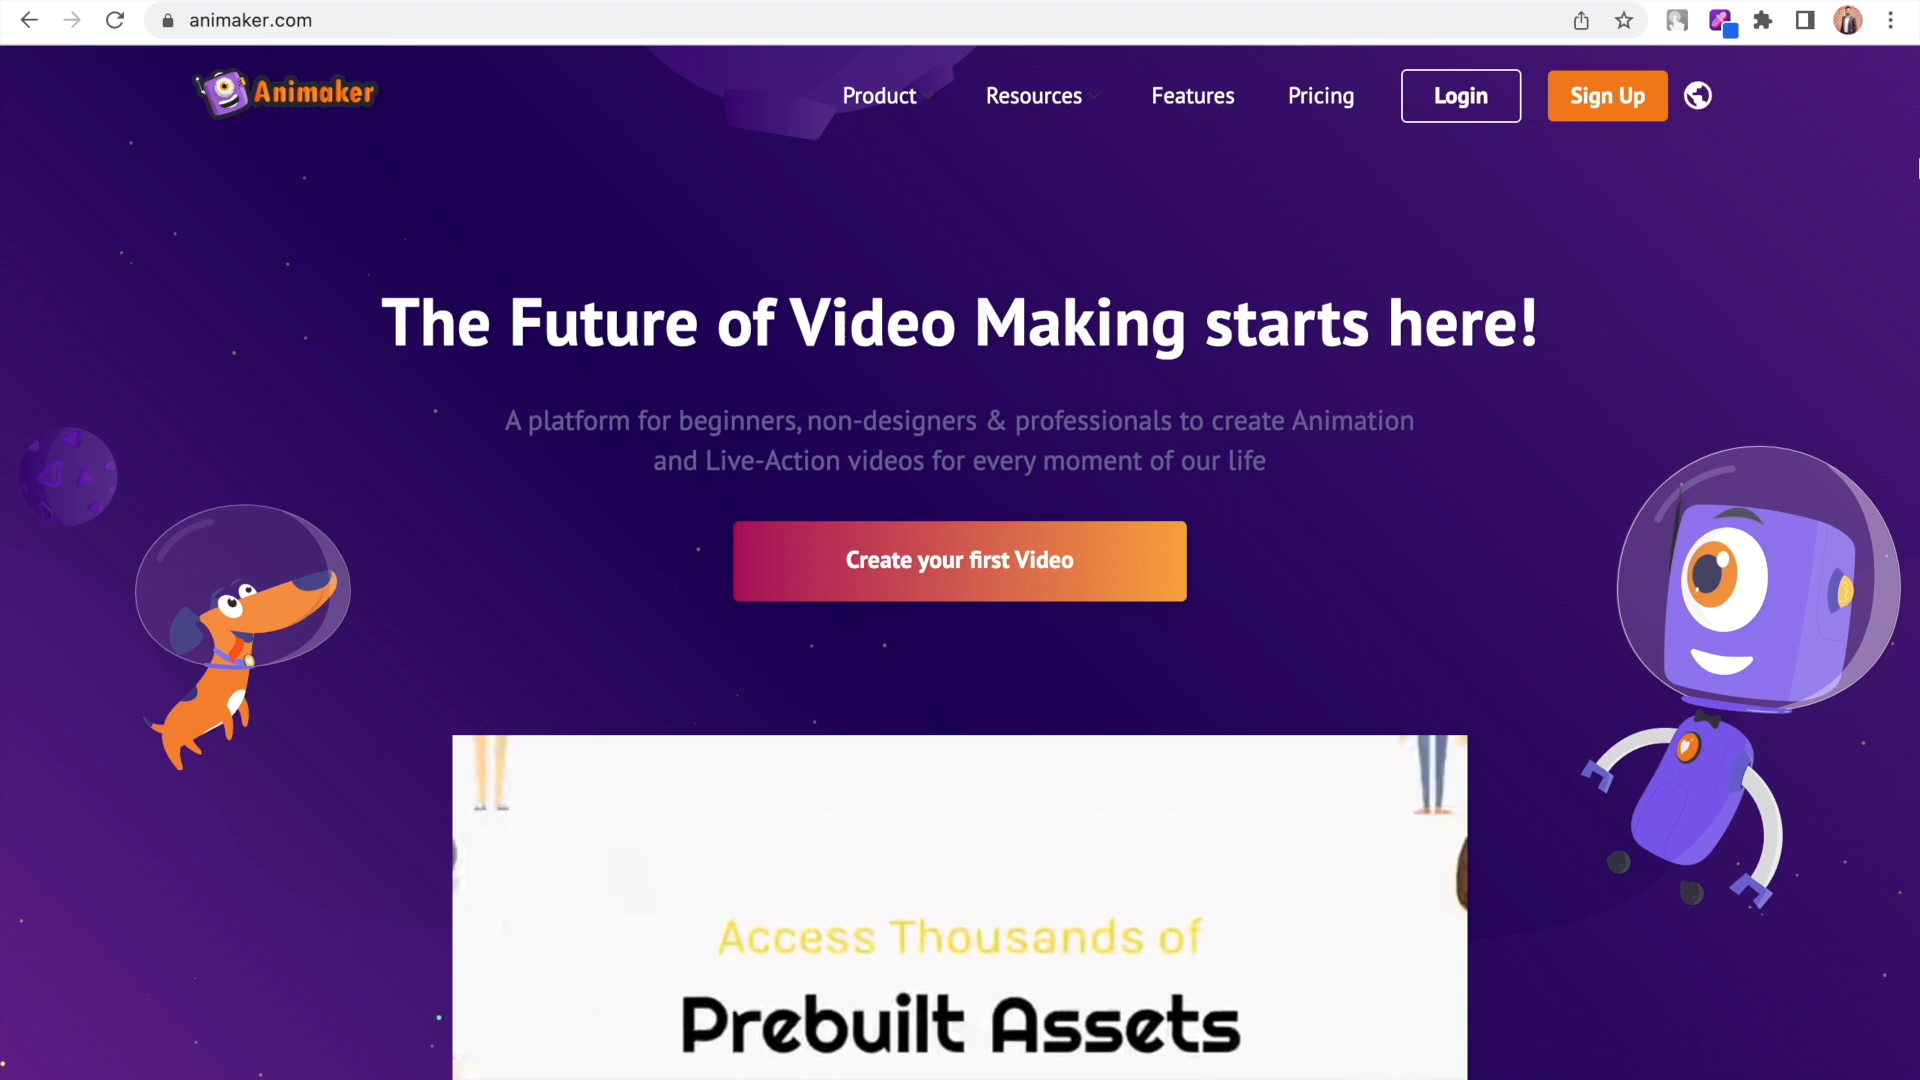 animaker.com
Animaker
Product
Resources
Features
Pricing
Login
Sign Up
The Future of Video Making starts here!
A platform for beginners, non-designers & professionals to create Animation
and Live-Action videos for every moment of our life
Create your first Video
Access Thousands of
Prebuilt Assets